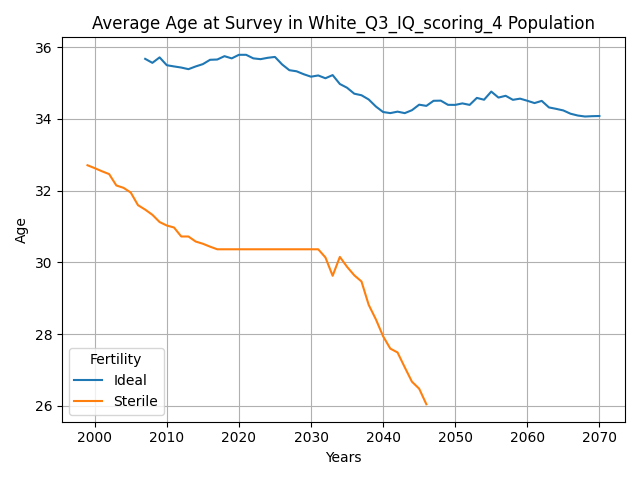 Average Age at Survey in White_Q3_IQ_scoring_4 Population
36
34
32
30
28
26
Age
Fertility
Ideal
Sterile
2000 2010 2020 2030 2040 2050 2060 2070
Years